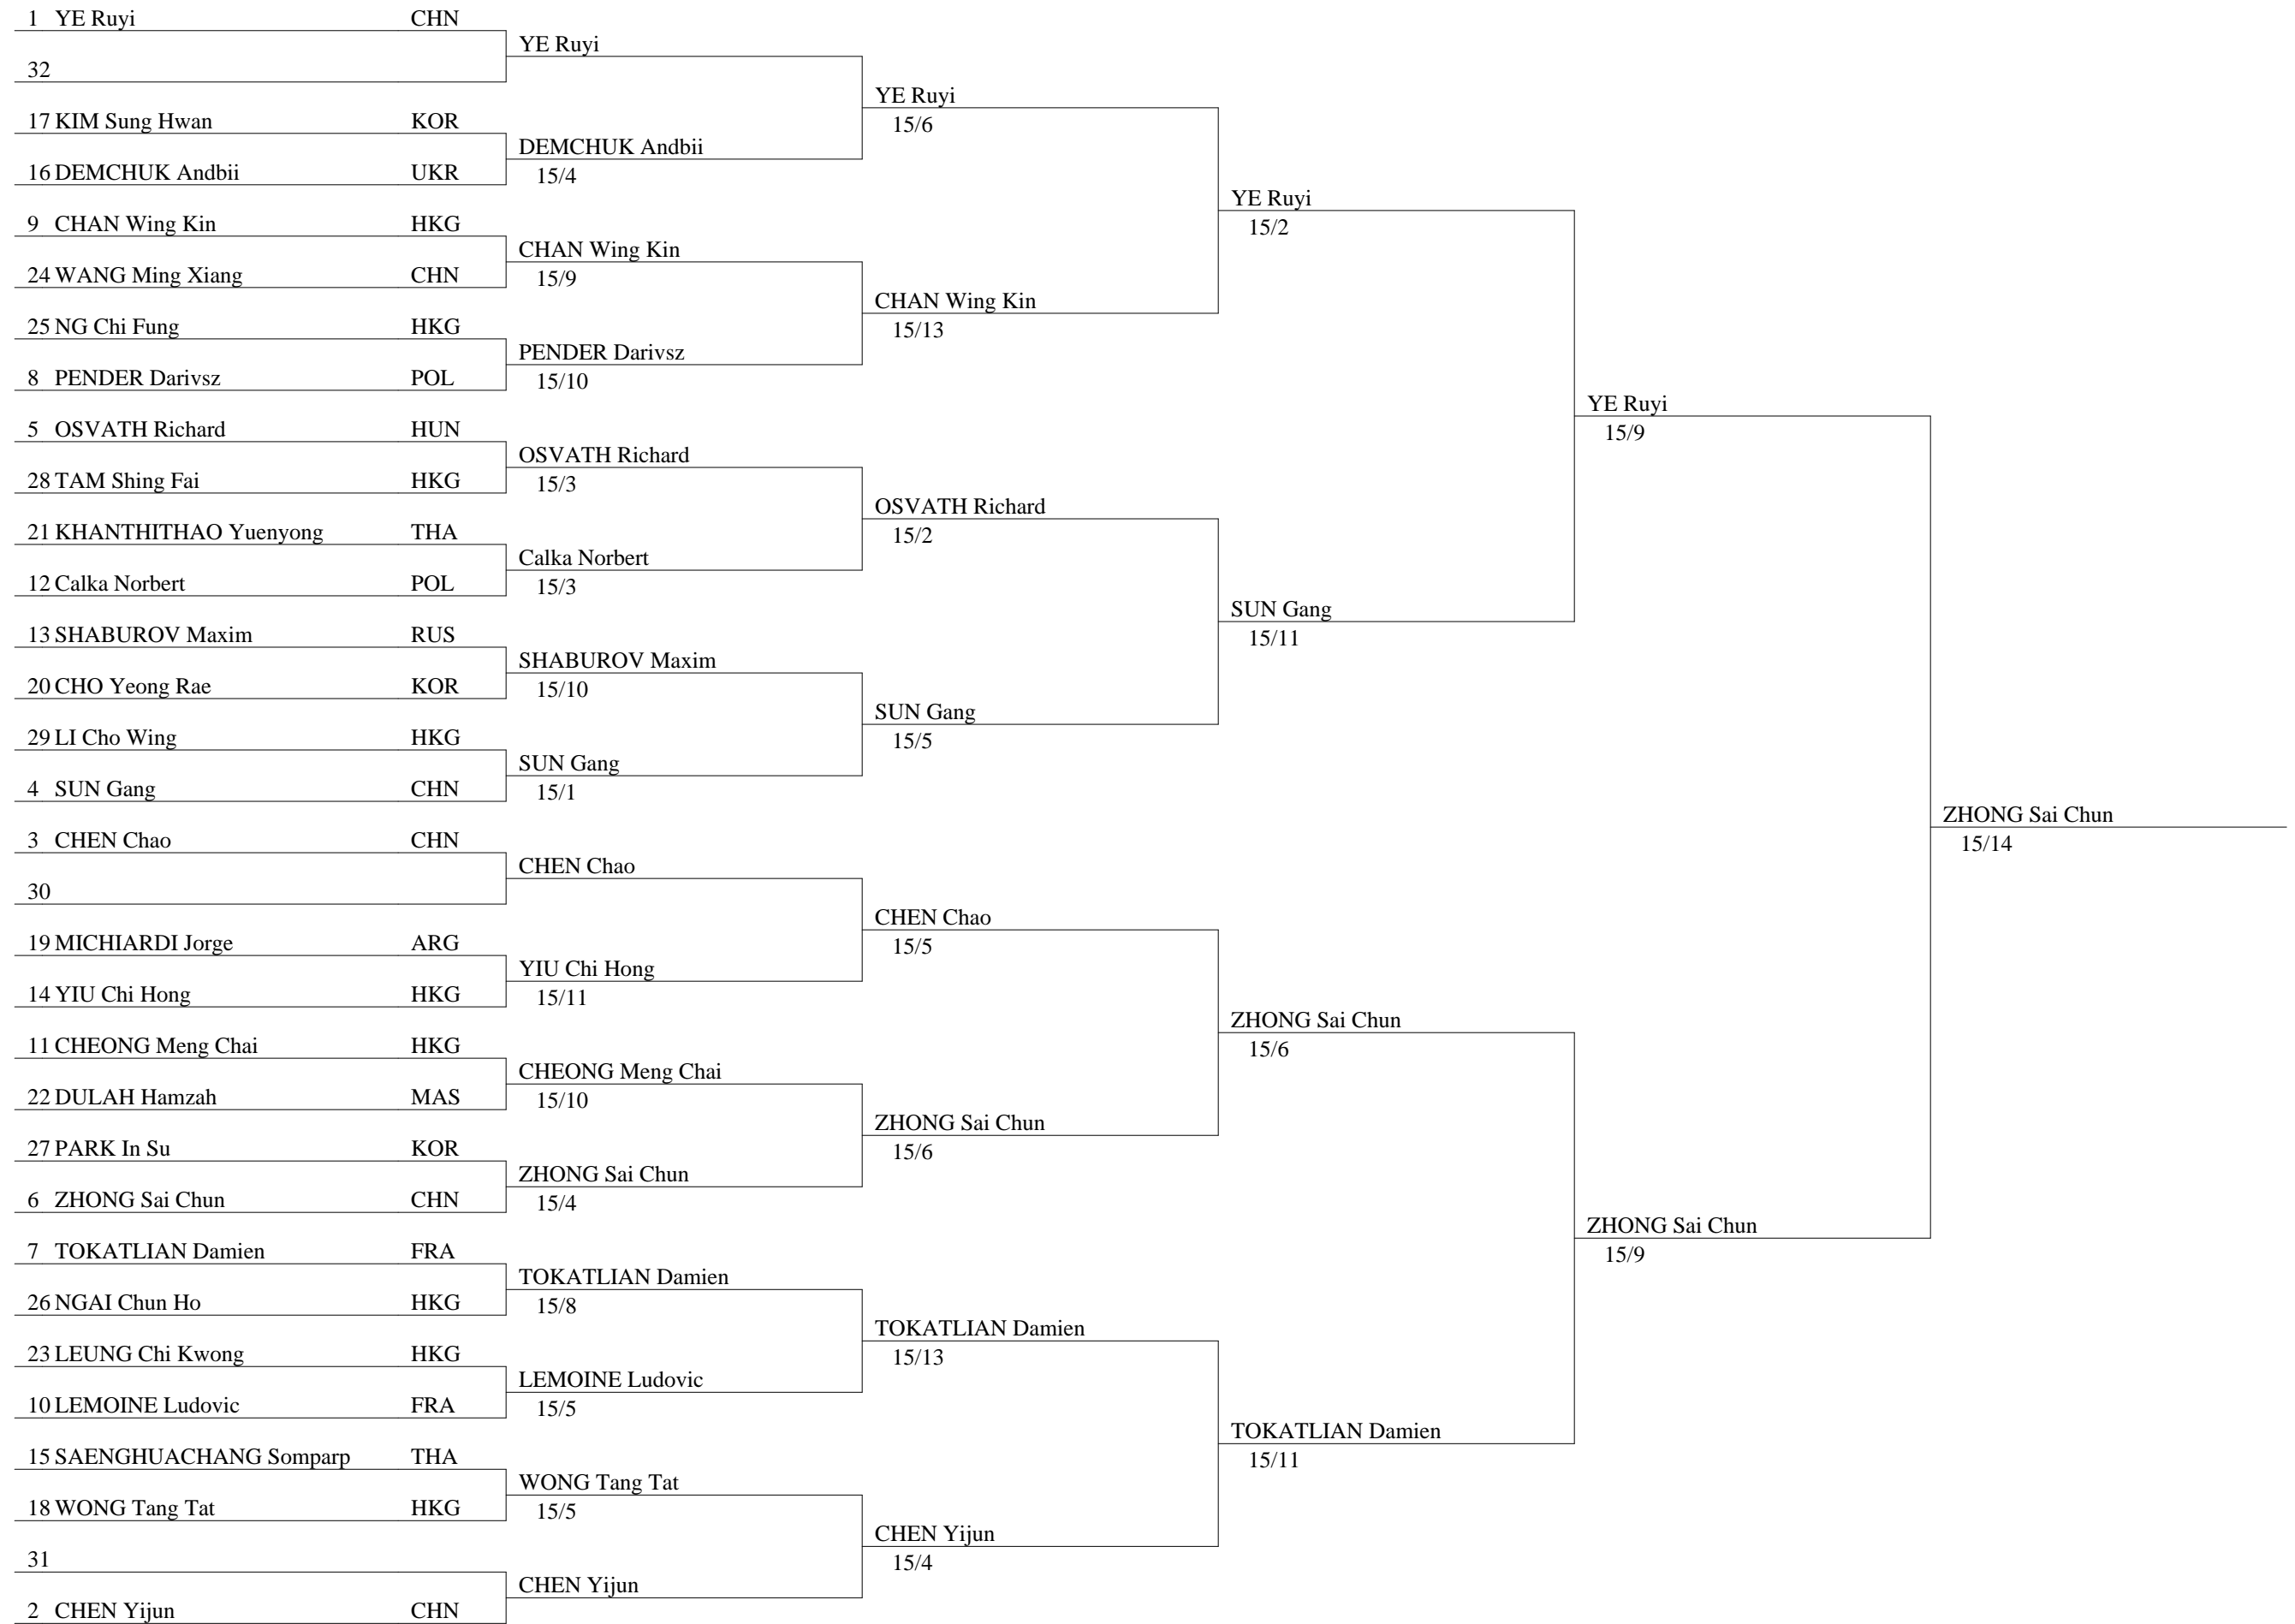 1 YE Ruyi CHN
YE Ruyi
32
YE Ruyi
17 KIM Sung Hwan KOR
15/6
DEMCHUK Andbii
16 DEMCHUK Andbii UKR
15/4
YE Ruyi
9 CHAN Wing Kin HKG
15/2
CHAN Wing Kin
24 WANG Ming Xiang CHN
15/9
CHAN Wing Kin
25 NG Chi Fung HKG
15/13
PENDER Darivsz
8 PENDER Darivsz POL
15/10
YE Ruyi
5 OSVATH Richard HUN
15/9
OSVATH Richard
28 TAM Shing Fai HKG
15/3
OSVATH Richard
21 KHANTHITHAO Yuenyong THA
15/2
Calka Norbert
12 Calka Norbert POL
15/3
SUN Gang
13 SHABUROV Maxim RUS
15/11
SHABUROV Maxim
20 CHO Yeong Rae KOR
15/10
SUN Gang
29 LI Cho Wing HKG
15/5
SUN Gang
4 SUN Gang CHN
15/1
ZHONG Sai Chun
3 CHEN Chao CHN
15/14
CHEN Chao
30
CHEN Chao
19 MICHIARDI Jorge ARG
15/5
YIU Chi Hong
14 YIU Chi Hong HKG
15/11
ZHONG Sai Chun
11 CHEONG Meng Chai HKG
15/6
CHEONG Meng Chai
22 DULAH Hamzah MAS
15/10
ZHONG Sai Chun
27 PARK In Su KOR
15/6
ZHONG Sai Chun
6 ZHONG Sai Chun CHN
15/4
ZHONG Sai Chun
7 TOKATLIAN Damien FRA
15/9
TOKATLIAN Damien
26 NGAI Chun Ho HKG
15/8
TOKATLIAN Damien
23 LEUNG Chi Kwong HKG
15/13
LEMOINE Ludovic
10 LEMOINE Ludovic FRA
15/5
TOKATLIAN Damien
15 SAENGHUACHANG Somparp THA
15/11
WONG Tang Tat
18 WONG Tang Tat HKG
15/5
CHEN Yijun
31
15/4
CHEN Yijun
2 CHEN Yijun CHN